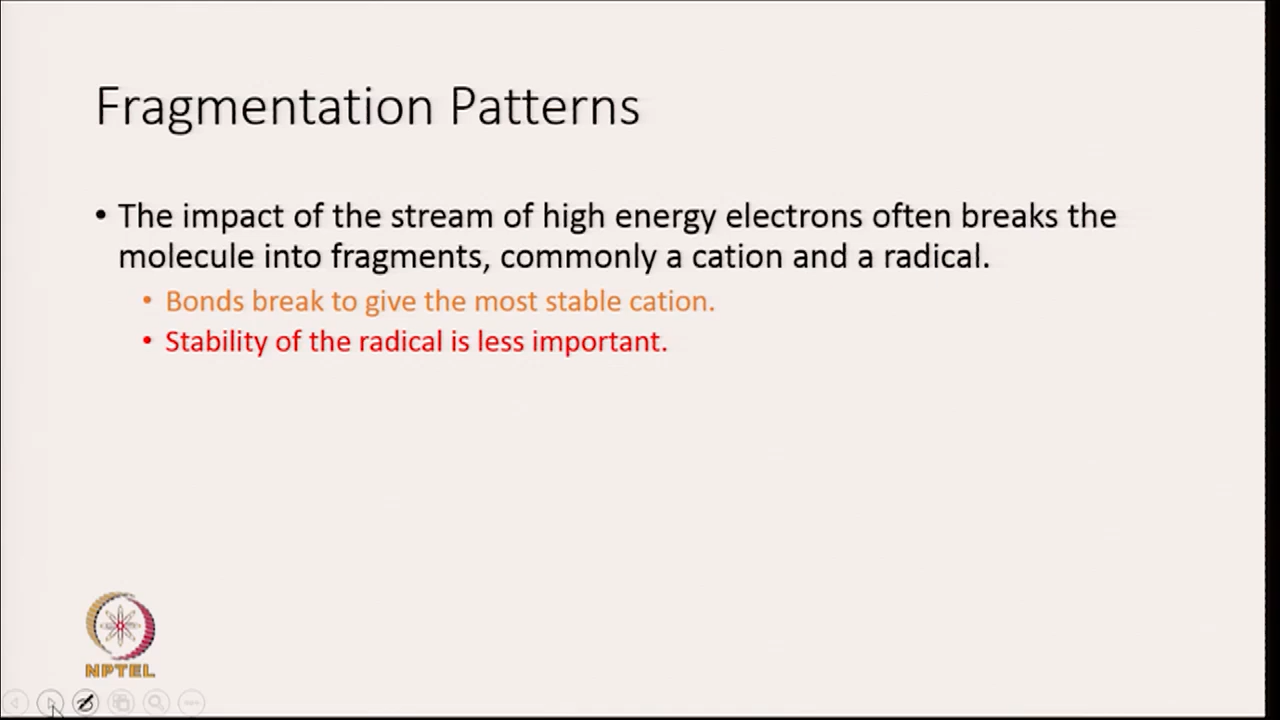 Fragmentation Patterns
• The impact of the stream of high energy electrons often breaks the
molecule into fragments, commonly a cation and a radical.
• Bonds break to give the most stable cation.
• Stability of the radical is less important.
NPTEL